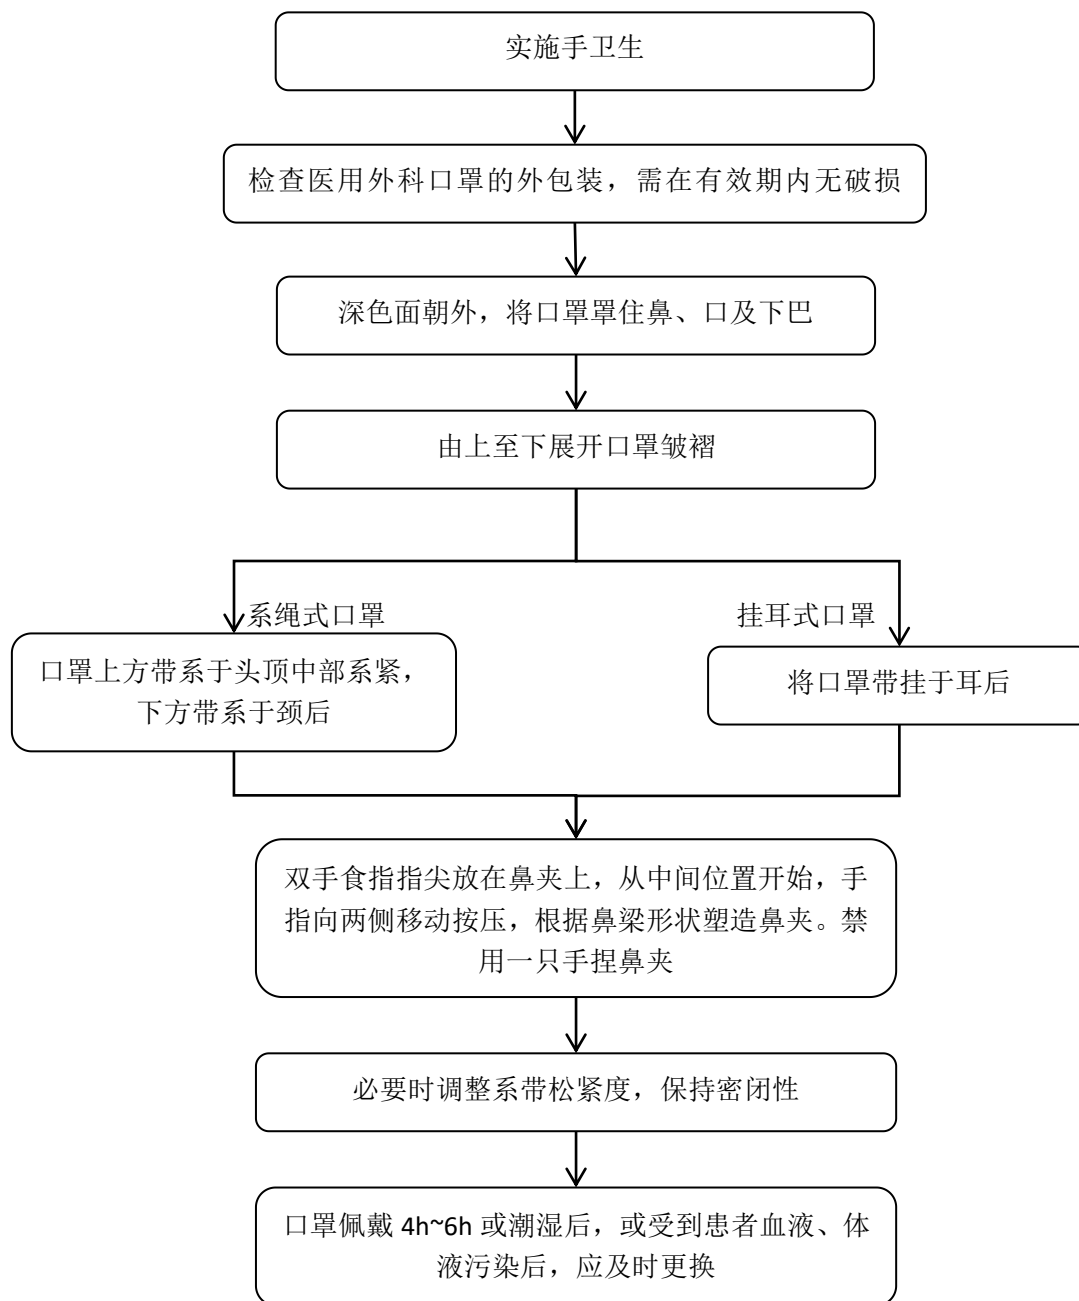 实施手卫生
检查医用外科口罩的外包装，需在有效期内无破损
深色面朝外，将口罩罩住鼻、口及下巴
由上至下展开口罩皱褶
系绳式口罩
口罩上方带系于头顶中部系紧，
下方带系于颈后
挂耳式口罩
将口罩带挂于耳后
双手食指指尖放在鼻夹上，从中间位置开始，手
指向两侧移动按压，根据鼻梁形状塑造鼻夹。禁
用一只手捏鼻夹
必要时调整系带松紧度，保持密闭性
口罩佩戴 4h~6h 或潮湿后，或受到患者血液、体
液污染后，应及时更换